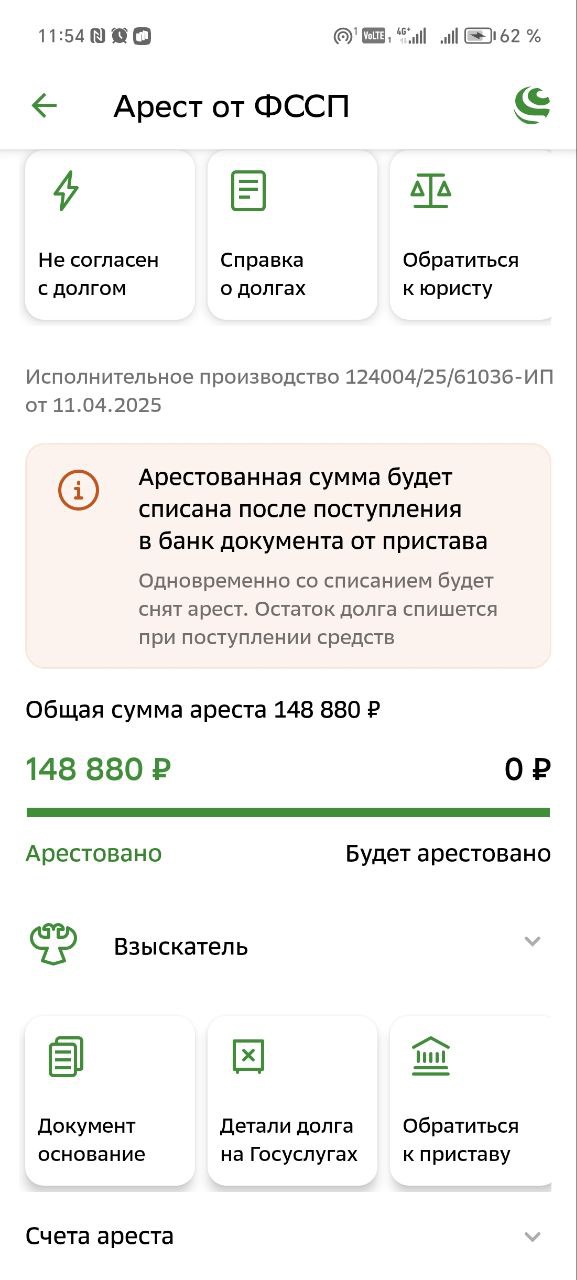 11:54 VoLTE 1 4G+ 62 %
Арест от ФССП
Не согласен
с долгом
Справка
о долгах
Обратиться
к юристу
Исполнительное производство 124004/25/61036-ИП
от 11.04.2025
Арестованная сумма будет
списана после поступления
в банк документа от пристава
Одновременно со списанием будет
снят арест. Остаток долга спишется
при поступлении средств
Общая сумма ареста 148 880 ₽
148 880 ₽ 0 ₽
Арестовано Будет арестовано
Взыскатель
Документ
основание
Детали долга
на Госуслугах
Обратиться
к приставу
Счета ареста